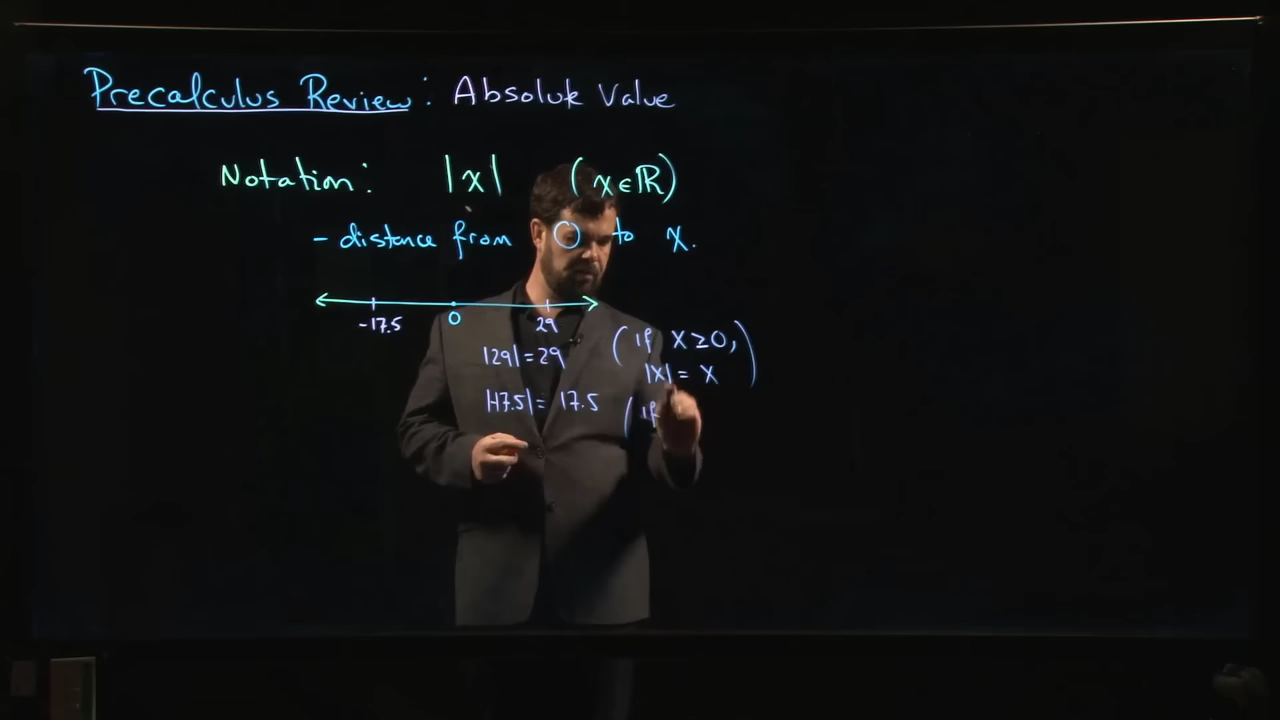 Precalculus Review: Absolute Value
Notation: |x| (x∈ℝ)
- distance from 0 to x.
-17.5 0 29
|29|=29 (if x≥0,
|x|= x)
|-17.5|= 17.5 (if